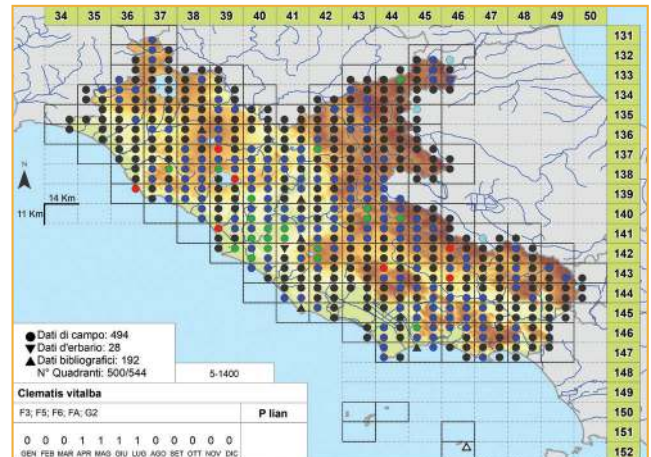 34 35 36 37 38 39 40 41 42 43 44 45 46 47 48 49 50
131
132
133
134
135
136
137
138
139
140
141
142
143
144
145
146
147
148
149
150
151
152
N
14 Km
11 Km
Dati di campo: 494
Dati d'erbario: 28
Dati bibliografici: 192
N° Quadranti: 500/544
5-1400
Clematis vitalba
F3; F5; F6; FA; G2
P lian
0 0 0 1 1 1 1 0 0 0 0 0
GEN FEB MAR APR MAG GIU LUG AGO SET OTT NOV DIC